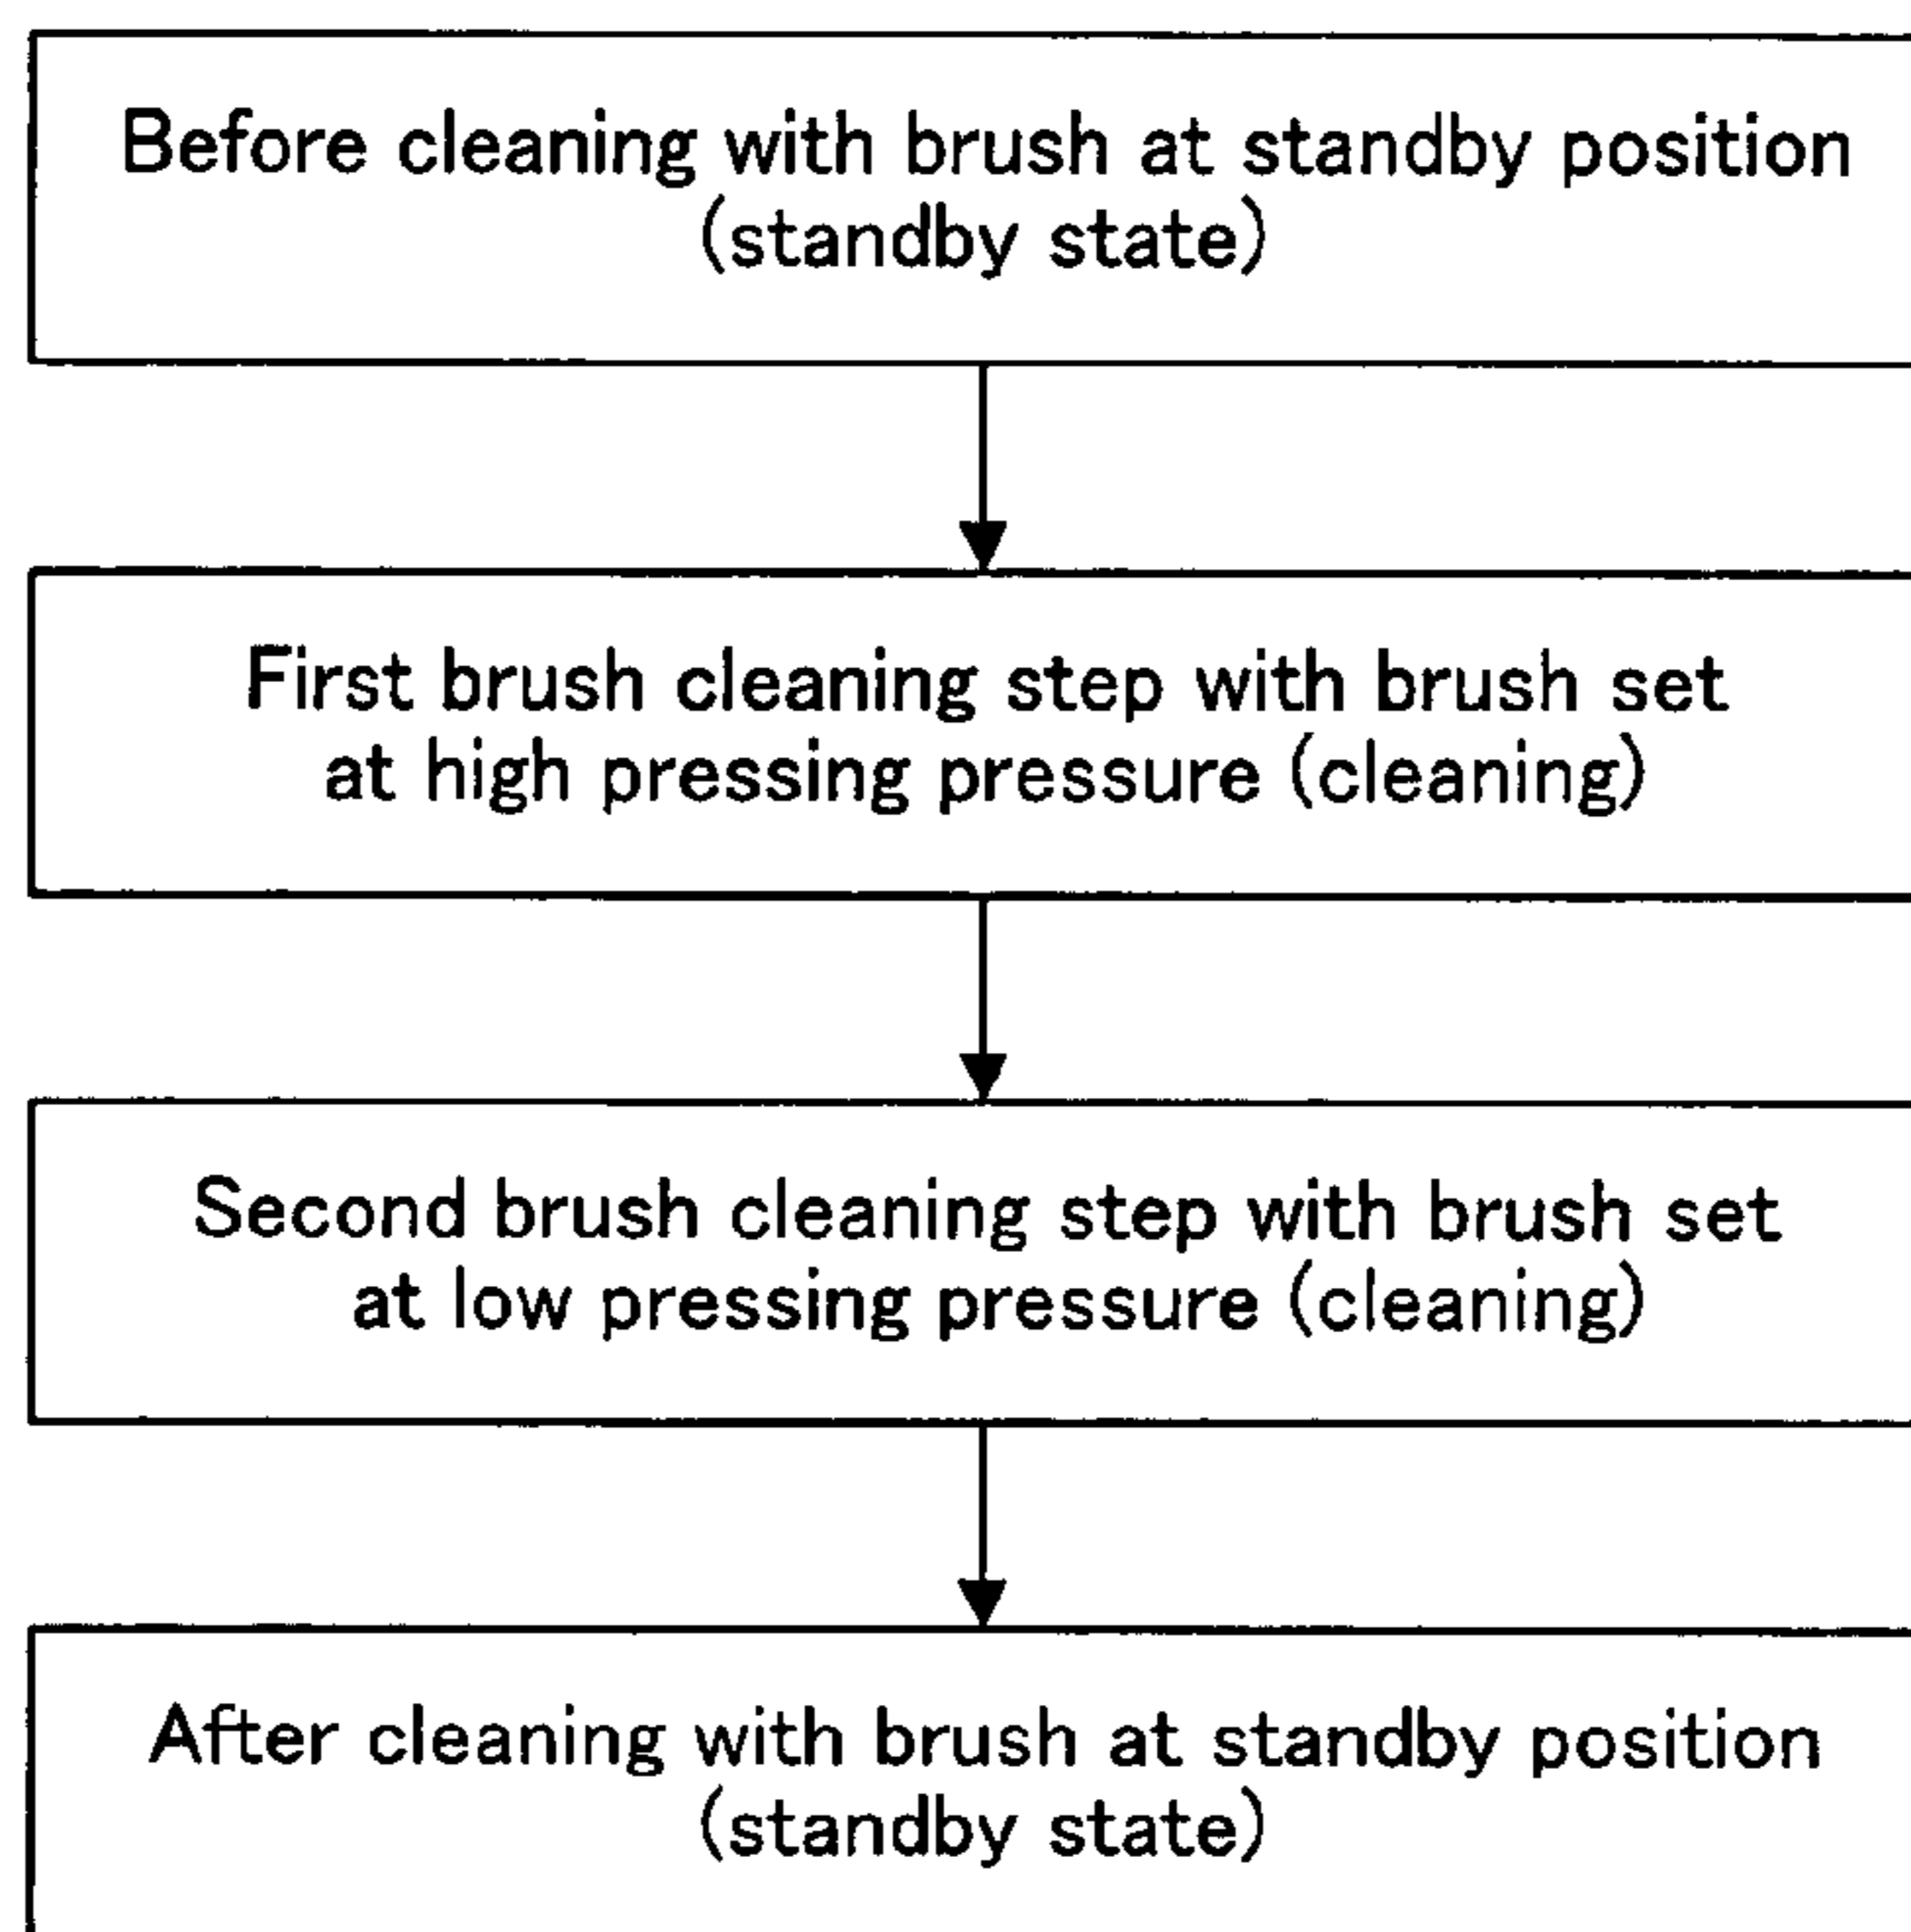 Before cleaning with brush at standby position
(standby state)
First brush cleaning step with brush set
at high pressing pressure (cleaning)
Second brush cleaning step with brush set
at low pressing pressure (cleaning)
After cleaning with brush at standby position
(standby state)